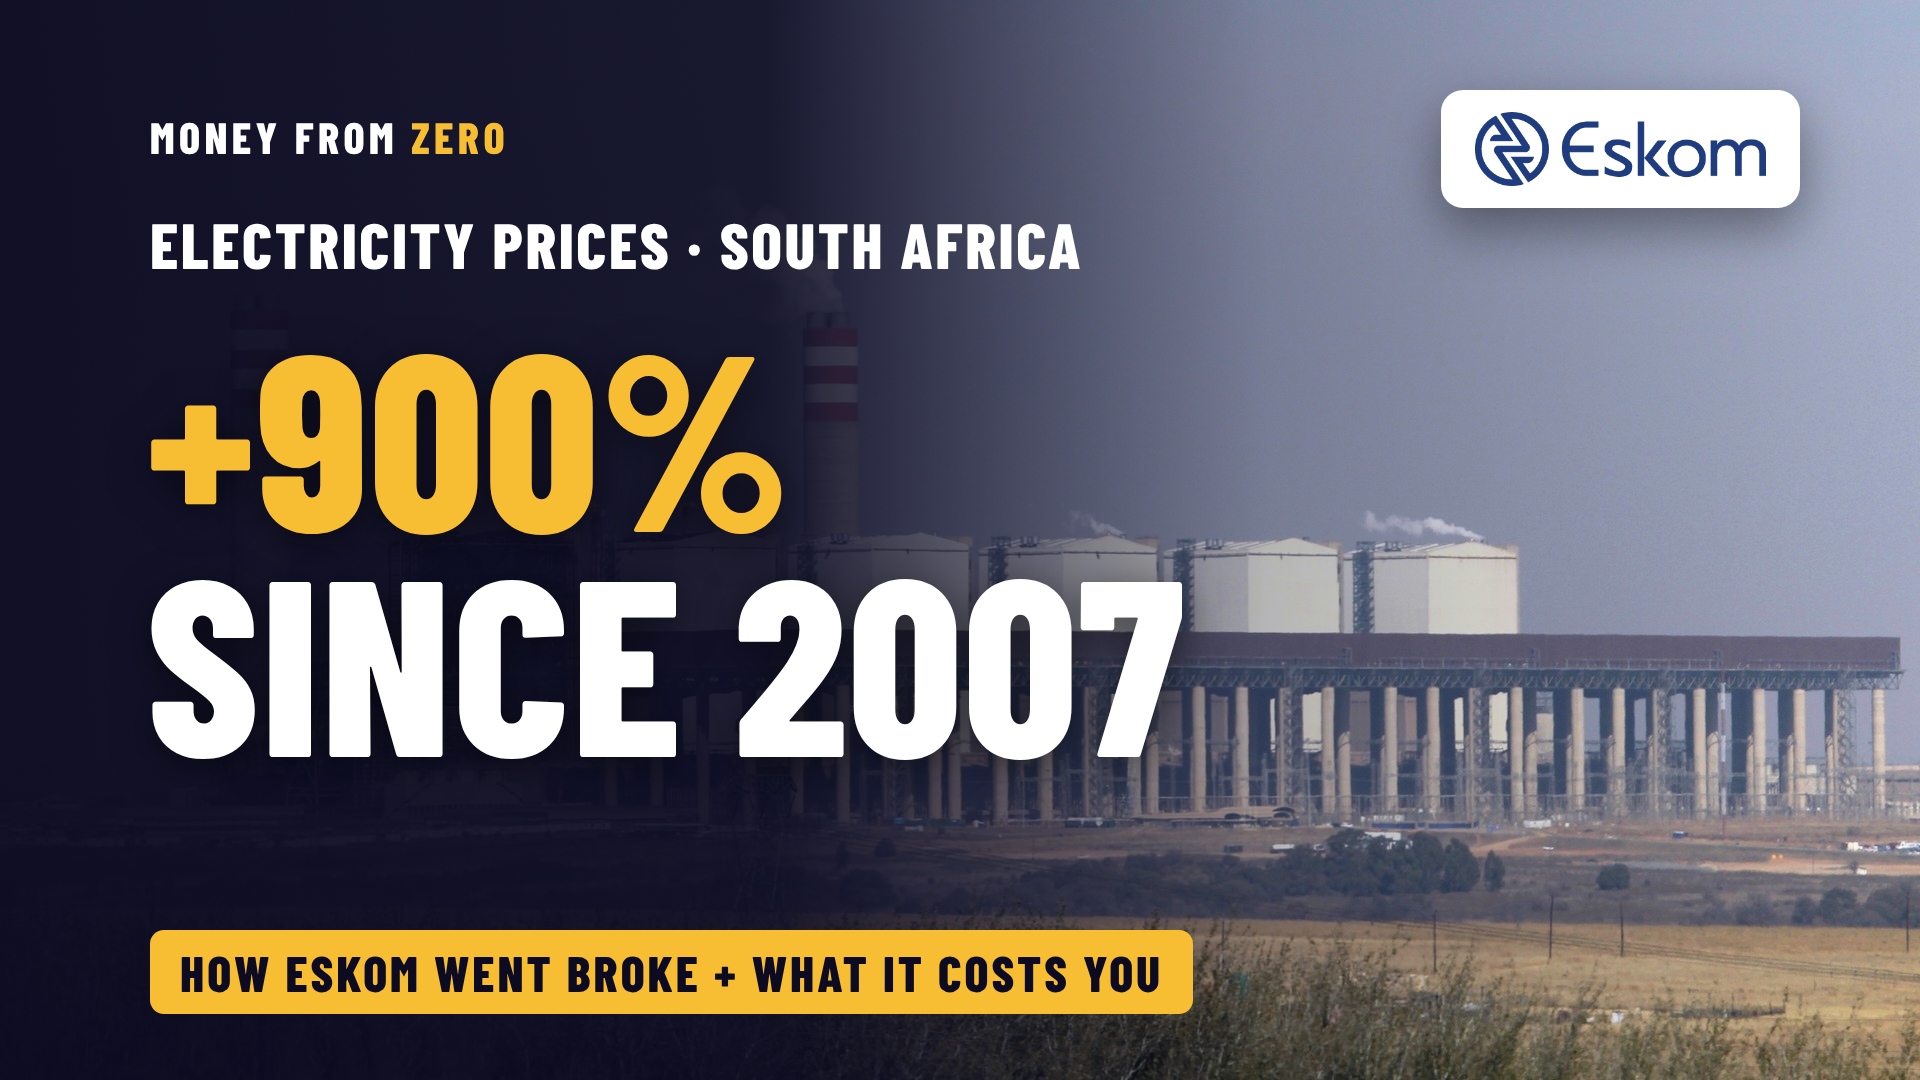 MONEY FROM ZERO
Eskom
ELECTRICITY PRICES · SOUTH AFRICA
+900%
SINCE 2007
HOW ESKOM WENT BROKE + WHAT IT COSTS YOU